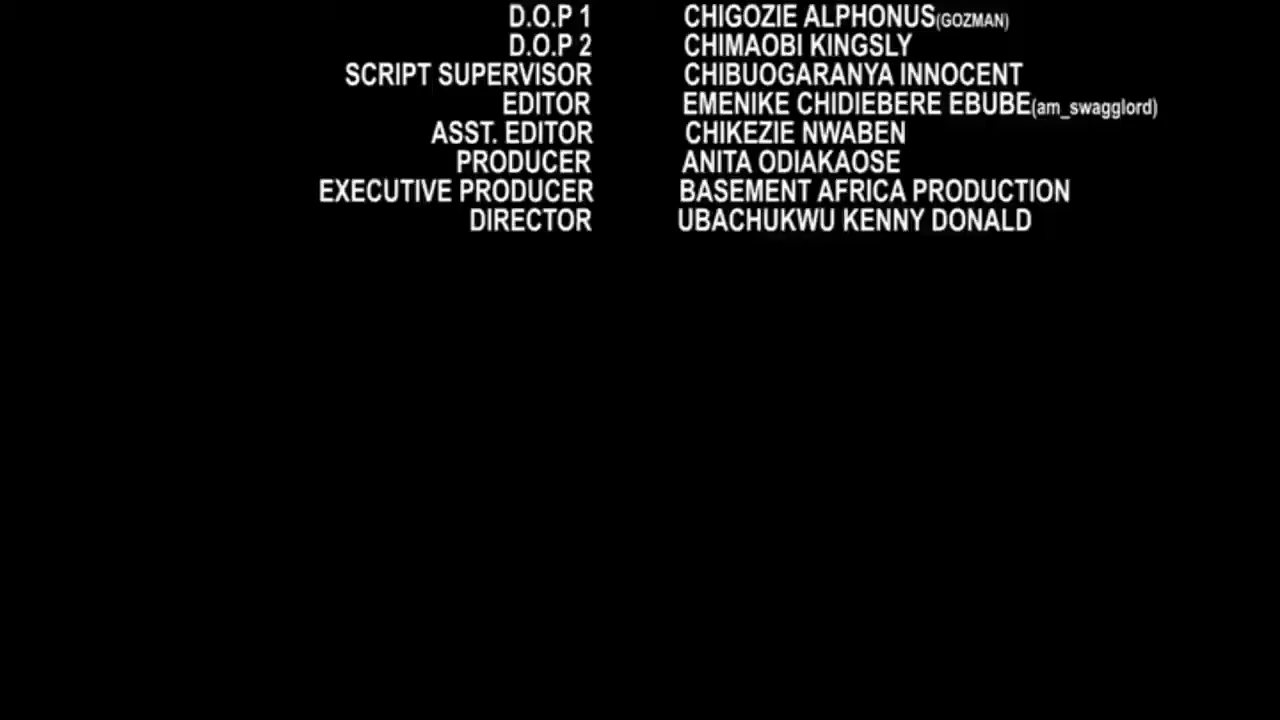 D.O.P 1 CHIGOZIE ALPHONUS(GOZMAN)
D.O.P 2 CHIMAOBI KINGSLY
SCRIPT SUPERVISOR CHIBUOGARANYA INNOCENT
EDITOR EMENIKE CHIDIEBERE EBUBE(am_swagglord)
ASST. EDITOR CHIKEZIE NWABEN
PRODUCER ANITA ODIAKAOSE
EXECUTIVE PRODUCER BASEMENT AFRICA PRODUCTION
DIRECTOR UBACHUKWU KENNY DONALD